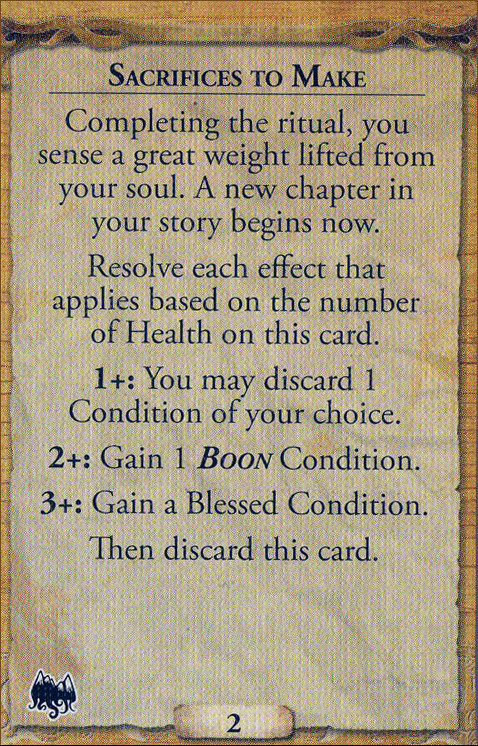 SACRIFICES TO MAKE
Completing the ritual, you
sense a great weight lifted from
your soul. A new chapter in
your story begins now.
Resolve each effect that
applies based on the number
of Health on this card.
1+: You may discard 1
Condition of your choice.
2+: Gain 1 BOON Condition.
3+: Gain a Blessed Condition.
Then discard this card.
2